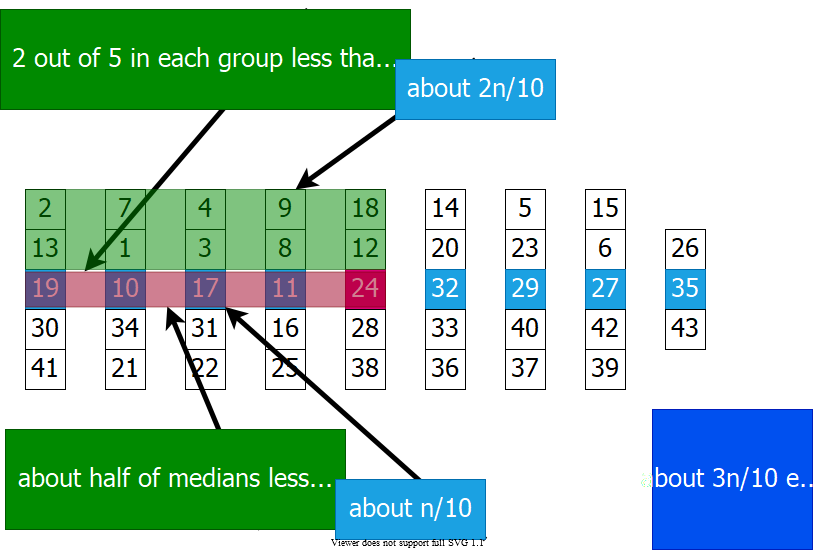 2 out of 5 in each group less tha...
about 2n/10
2 7 4 9 18 14 5 15
13 1 3 8 12 20 23 6 26
19 10 17 11 24 32 29 27 35
30 34 31 16 28 33 40 42 43
41 21 22 25 38 36 37 39
about half of medians less...
about n/10
about 3n/10 e...
Viewer does not support full SVG 1.1